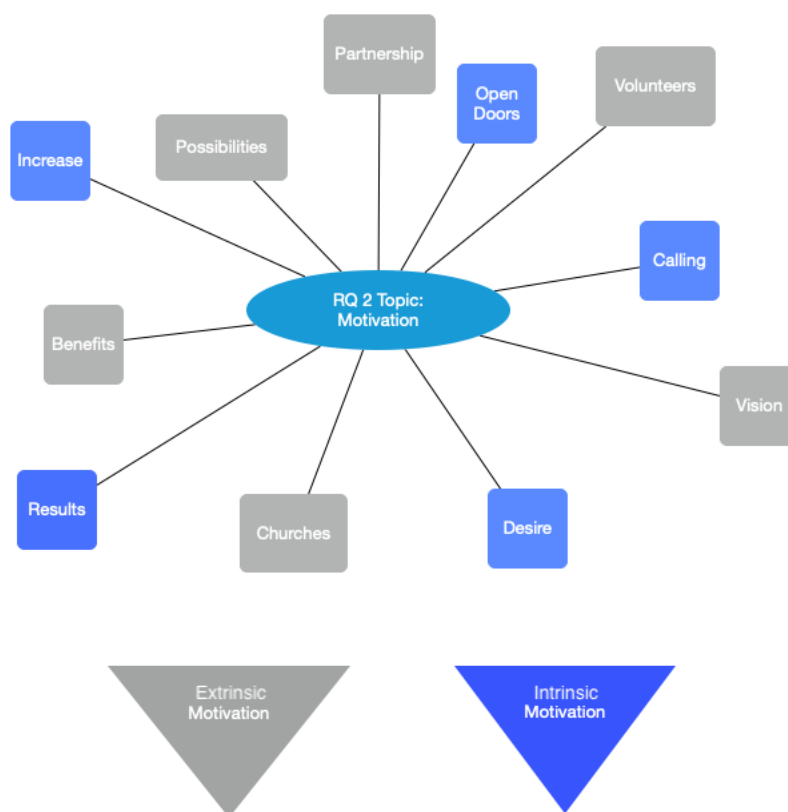 Partnership
Open
Doors
Volunteers
Possibilities
Increase
Calling
RQ 2 Topic:
Motivation
Benefits
Vision
Results
Churches
Desire
Extrinsic
Motivation
Intrinsic
Motivation